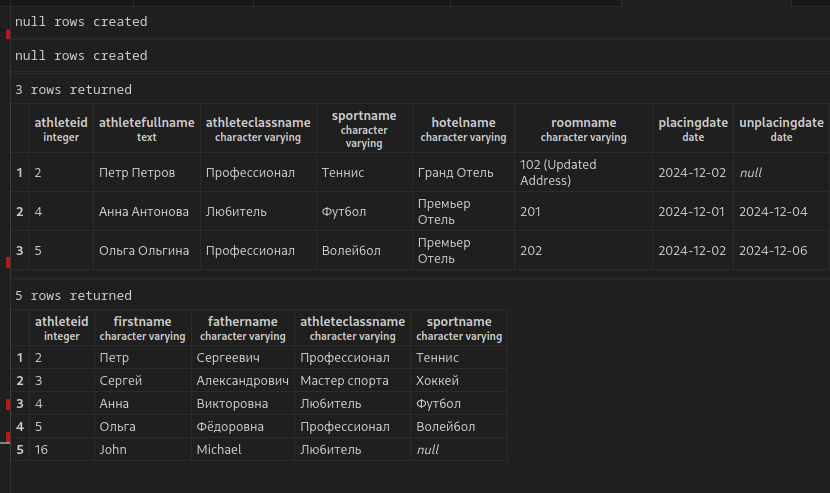 null rows created
null rows created
3 rows returned
athleteid athletefullname athleteclassname sportname hotelname roomname placingdate unplacingdate
integer text character varying character varying character varying character varying date date
1 2 Петр Петров Профессионал Теннис Гранд Отель 102 (Updated Address) 2024-12-02 null
2 4 Анна Антонова Любитель Футбол Премьер Отель 201 2024-12-01 2024-12-04
3 5 Ольга Ольгина Профессионал Волейбол Премьер Отель 202 2024-12-02 2024-12-06
5 rows returned
athleteid firstname fathername athleteclassname sportname
integer character varying character varying character varying character varying
1 2 Петр Сергеевич Профессионал Теннис
2 3 Сергей Александрович Мастер спорта Хоккей
3 4 Анна Викторовна Любитель Футбол
4 5 Ольга Фёдоровна Профессионал Волейбол
5 16 John Michael Любитель null